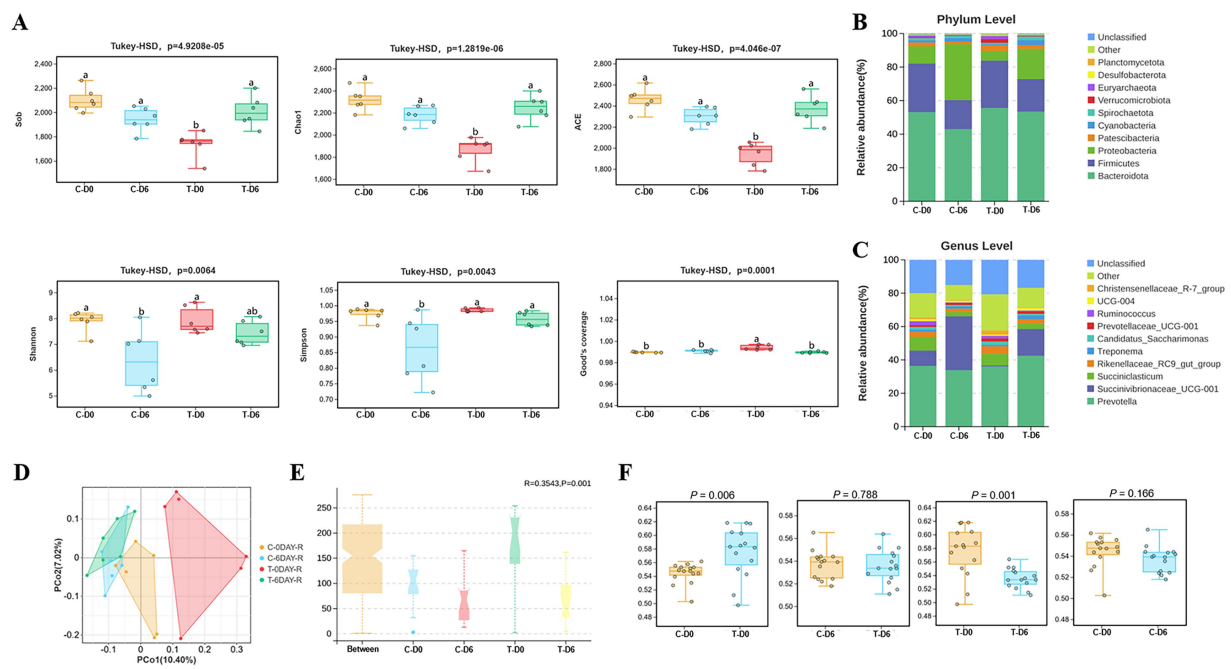 A
Tukey-HSD, p=4.9208e-05
Sob
2,400
2,200
2,000
1,800
1,600
a
a
b
a
C-D0
C-D6
T-D0
T-D6
Tukey-HSD, p=1.2819e-06
Chao1
2,600
2,400
2,200
2,000
1,800
1,600
a
a
b
a
C-D0
C-D6
T-D0
T-D6
Tukey-HSD, p=4.046e-07
ACE
2,800
2,600
2,400
2,200
2,000
1,800
a
a
b
a
C-D0
C-D6
T-D0
T-D6
Tukey-HSD, p=0.0064
Shannon
9
8
7
6
5
a
b
a
ab
C-D0
C-D6
T-D0
T-D6
Tukey-HSD, p=0.0043
Simpson
1.05
1.00
0.95
0.90
0.85
0.80
0.75
0.70
a
b
a
a
C-D0
C-D6
T-D0
T-D6
Tukey-HSD, p=0.0001
Good's coverage
1.04
1.02
1.00
0.98
0.96
0.94
b
b
a
b
C-D0
C-D6
T-D0
T-D6
B
Phylum Level
Relative abundance(%)
100
80
60
40
20
0
C-D0
C-D6
T-D0
T-D6
Unclassified
Other
Planctomycetota
Desulfobacterota
Euryarchaeota
Verrucomicrobiota
Spirochaetota
Cyanobacteria
Patescibacteria
Proteobacteria
Firmicutes
Bacteroidota
C
Genus Level
Relative abundance(%)
100
80
60
40
20
0
C-D0
C-D6
T-D0
T-D6
Unclassified
Other
Christensenellaceae_R-7_group
UCG-004
Ruminococcus
Prevotellaceae_UCG-001
Candidatus_Saccharimonas
Treponema
Rikenellaceae_RC9_gut_group
Succiniclasticum
Succinivibrionaceae_UCG-001
Prevotella
D
PCo2(7.02%)
0.1
0
-0.1
-0.2
-0.1
0
0.1
0.2
0.3
PCo1(10.40%)
C-0DAY-R
C-6DAY-R
T-0DAY-R
T-6DAY-R
E
R=0.3543,P=0.001
250
200
150
100
50
0
Between
C-D0
C-D6
T-D0
T-D6
F
P = 0.006
0.64
0.62
0.60
0.58
0.56
0.54
0.52
0.50
0.48
C-D0
T-D0
P = 0.788
0.58
0.56
0.54
0.52
0.50
C-D6
T-D6
P = 0.001
0.64
0.62
0.60
0.58
0.56
0.54
0.52
0.50
0.48
T-D0
T-D6
P = 0.166
0.58
0.56
0.54
0.52
0.50
C-D0
C-D6